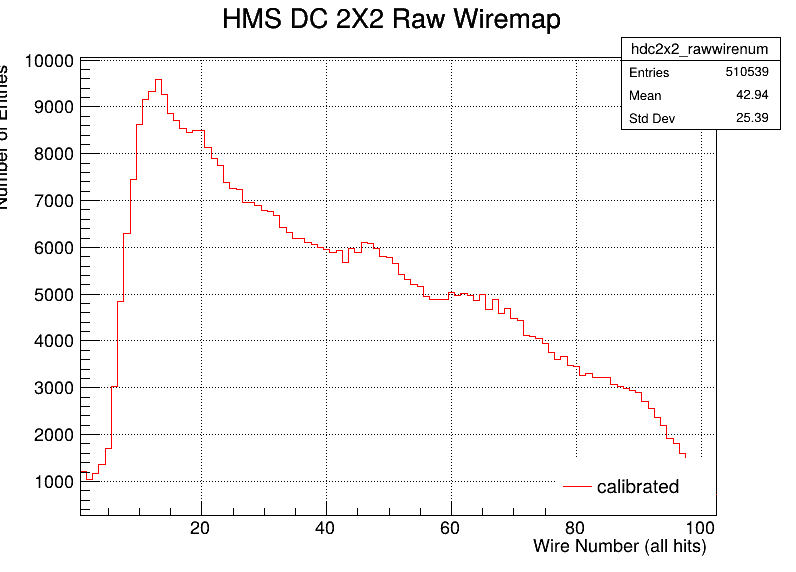 HMS DC 2X2 Raw Wiremap
hdc2x2_rawwirenum
Entries 510539
Mean 42.94
Std Dev 25.39
Number of Entries
10000
9000
8000
7000
6000
5000
4000
3000
2000
1000
calibrated
20 40 60 80 100
Wire Number (all hits)